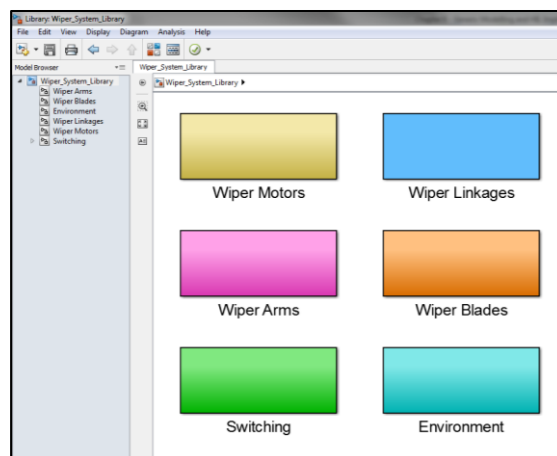 Library: Wiper_System_Library
File Edit View Display Diagram Analysis Help
Model Browser
Wiper_System_Library
Wiper_System_Library
Wiper Arms
Wiper Blades
Environment
Wiper Linkages
Wiper Motors
Switching
Wiper_System_Library
Wiper Motors Wiper Linkages
Wiper Arms Wiper Blades
Switching Environment